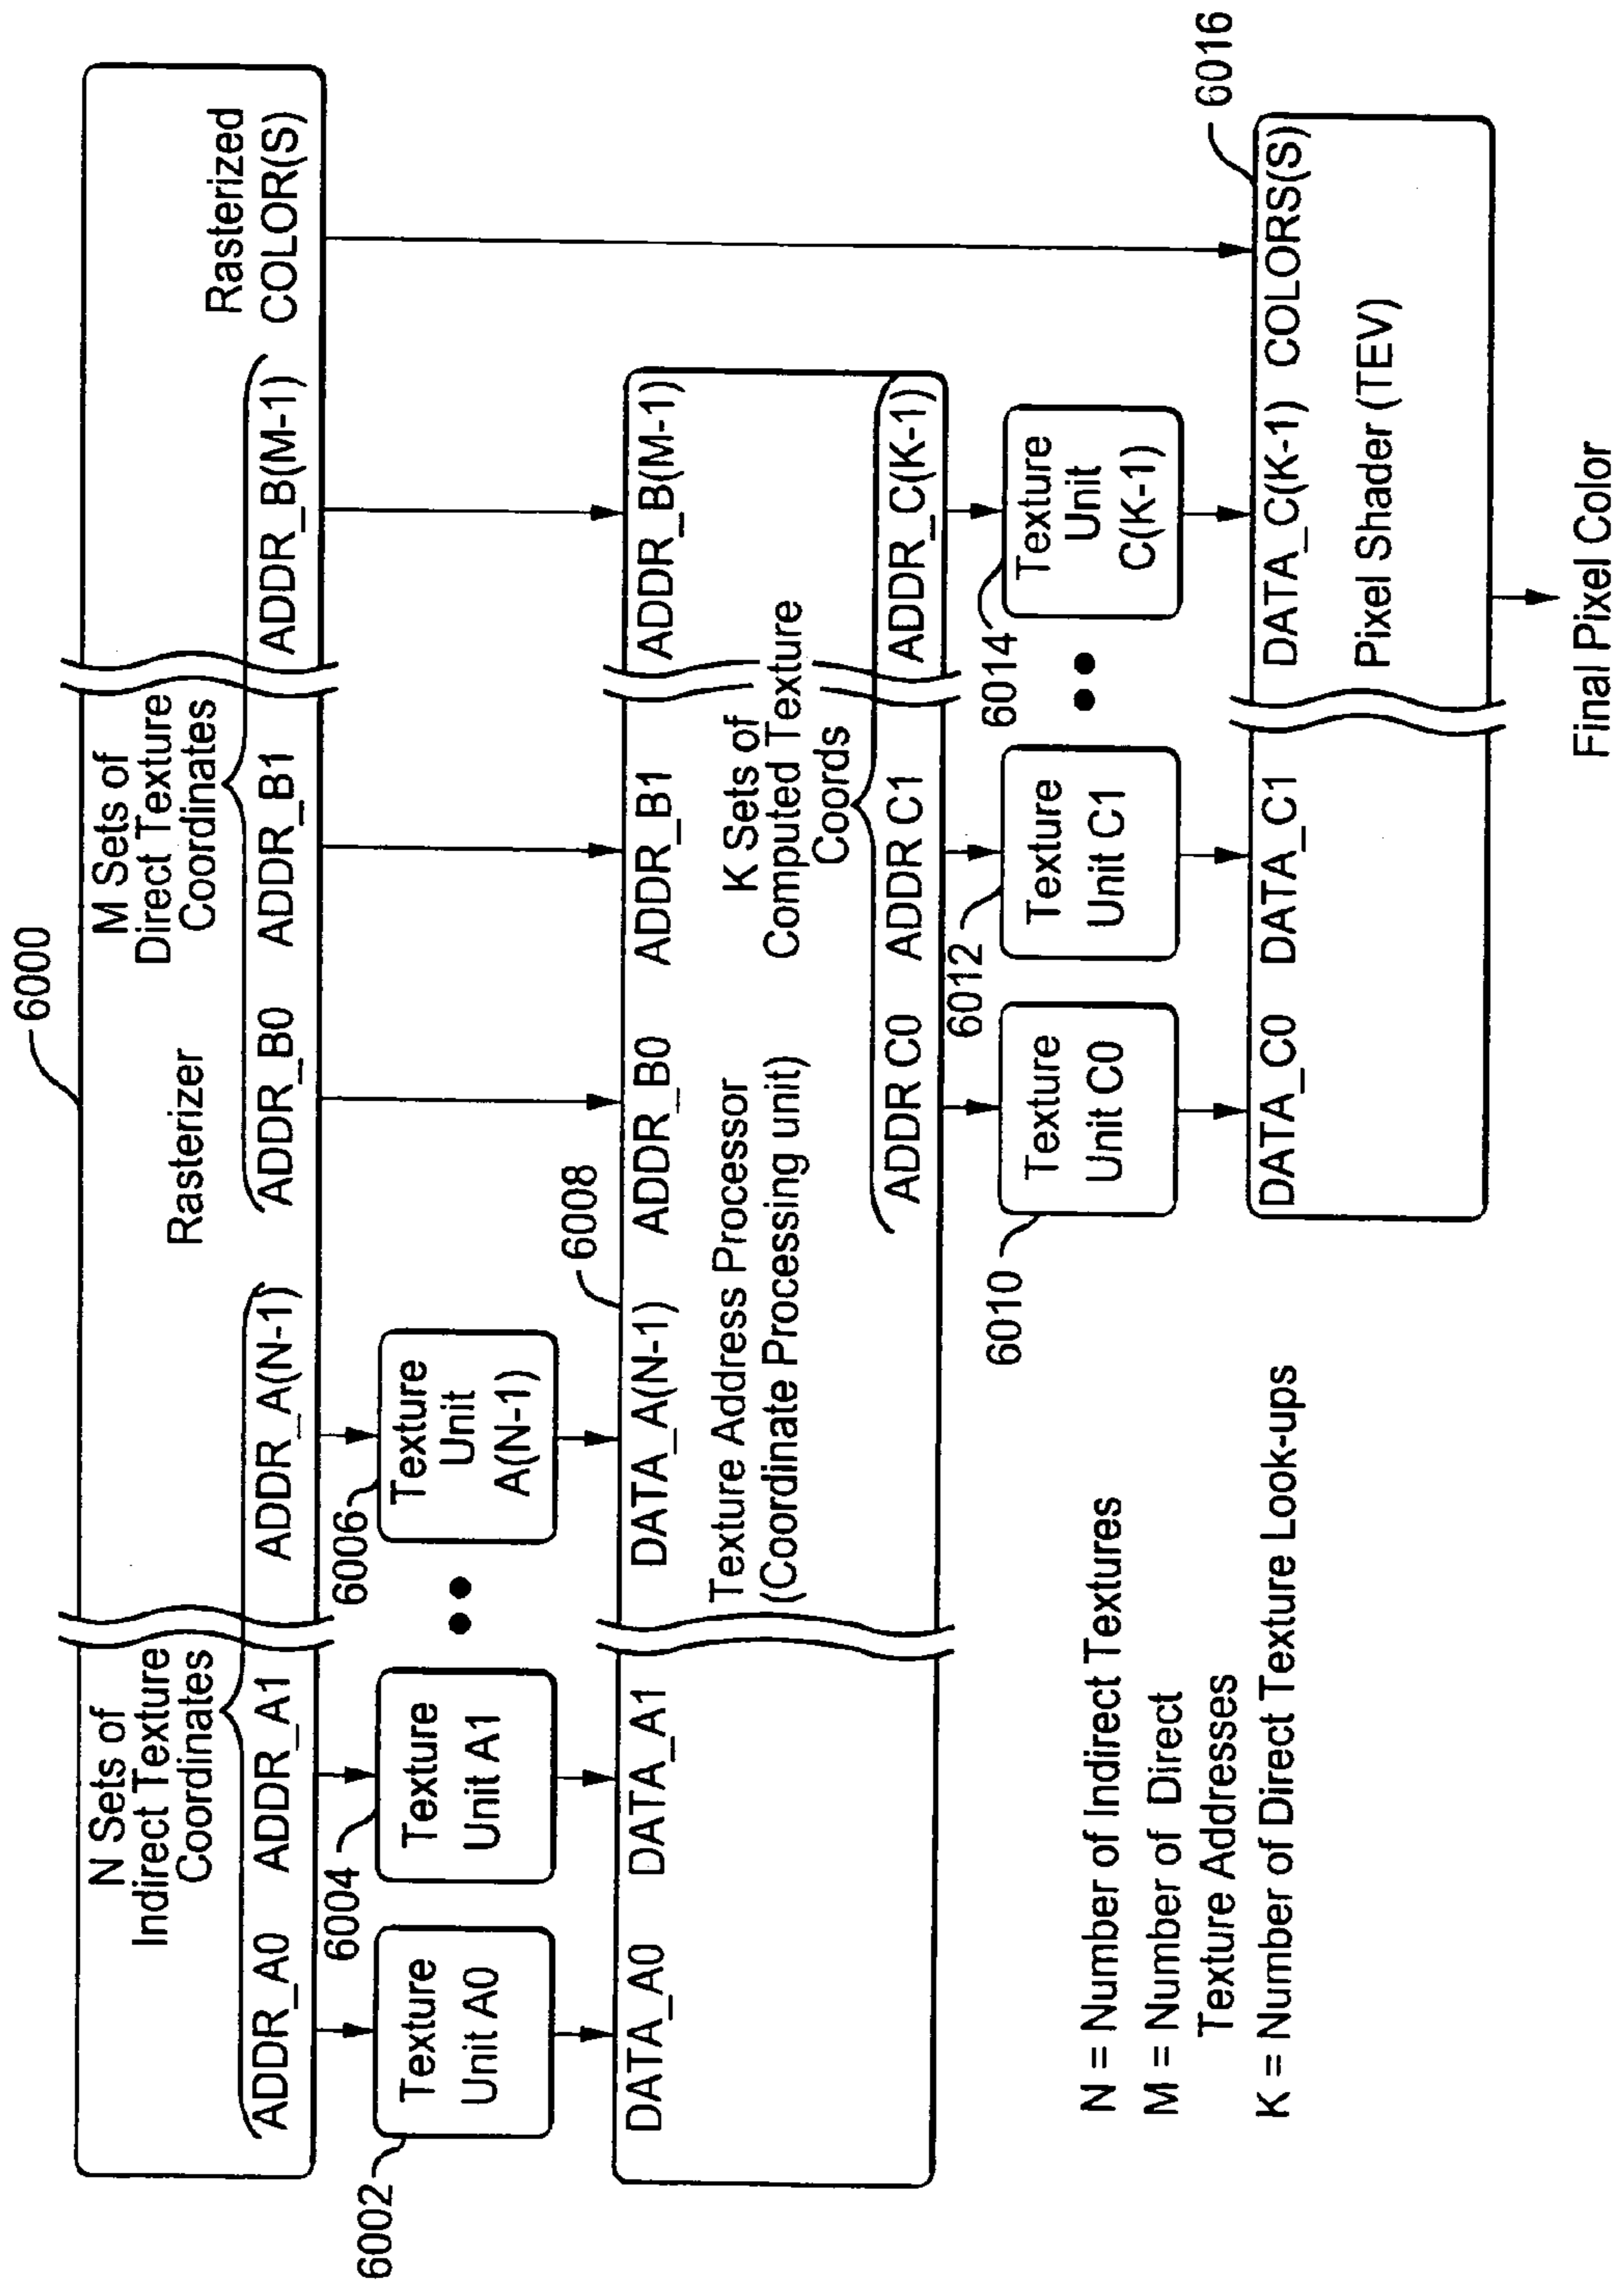 6000
N Sets of
Indirect Texture
Coordinates
Rasterizer
M Sets of
Direct Texture
Coordinates
Rasterized
COLOR(S)
ADDR_A0 ADDR_A1 ADDR_A(N-1) ADDR_B0 ADDR_B1 ADDR_B(M-1)
6002
Texture
Unit A0
6004
Texture
Unit A1
6006
Texture
Unit
A(N-1)
6008
DATA_A0 DATA_A1 DATA_A(N-1) ADDR_B0 ADDR_B1 ADDR_B(M-1)
Texture Address Processor
(Coordinate Processing unit)
K Sets of
Computed Texture
Coords
ADDR C0 ADDR C1 ADDR_C(K-1)
6010
Texture
Unit C0
6012
Texture
Unit C1
6014
Texture
Unit
C(K-1)
6016
DATA_C0 DATA_C1 DATA_C(K-1) COLORS(S)
Pixel Shader (TEV)
Final Pixel Color
N = Number of Indirect Textures
M = Number of Direct
Texture Addresses
K = Number of Direct Texture Look-ups